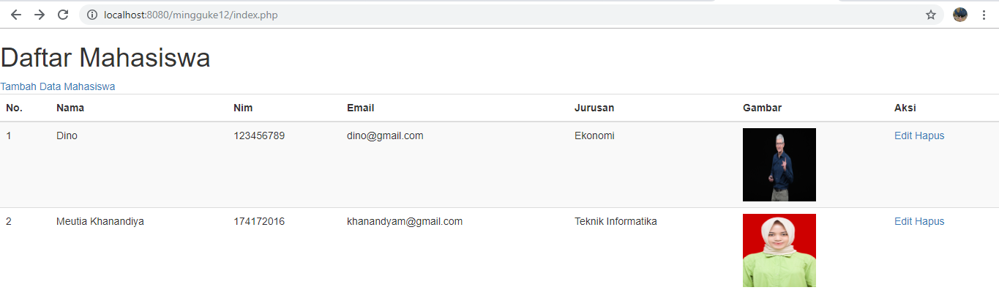 localhost:8080/mingguke12/index.php
Daftar Mahasiswa
Tambah Data Mahasiswa
No. Nama Nim Email Jurusan Gambar Aksi
1 Dino 123456789 dino@gmail.com Ekonomi Edit Hapus
2 Meutia Khanandiya 174172016 khanandyam@gmail.com Teknik Informatika Edit Hapus